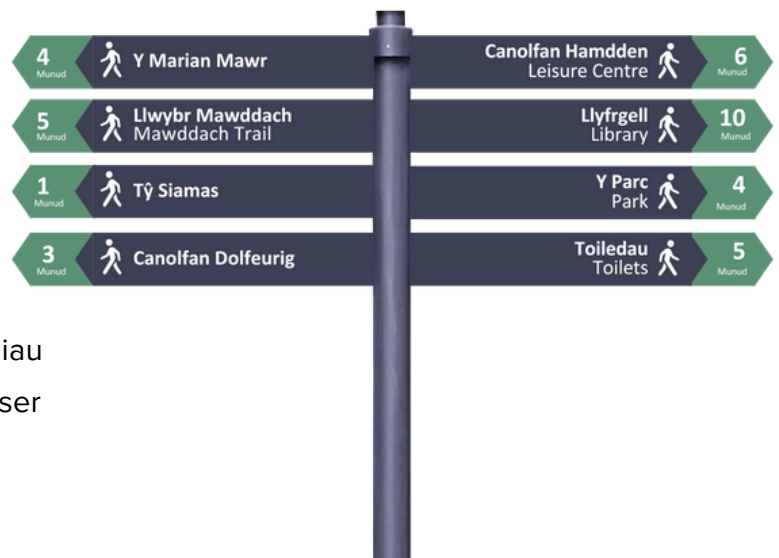 4
Munud
Y Marian Mawr
5
Munud
Llwybr Mawddach
Mawddach Trail
1
Munud
Tŷ Siamas
3
Munud
Canolfan Dolfeurig
Canolfan Hamdden
Leisure Centre
6
Munud
Llyfrgell
Library
10
Munud
Y Parc
Park
4
Munud
Toiledau
Toilets
5
Munud
iau
ser